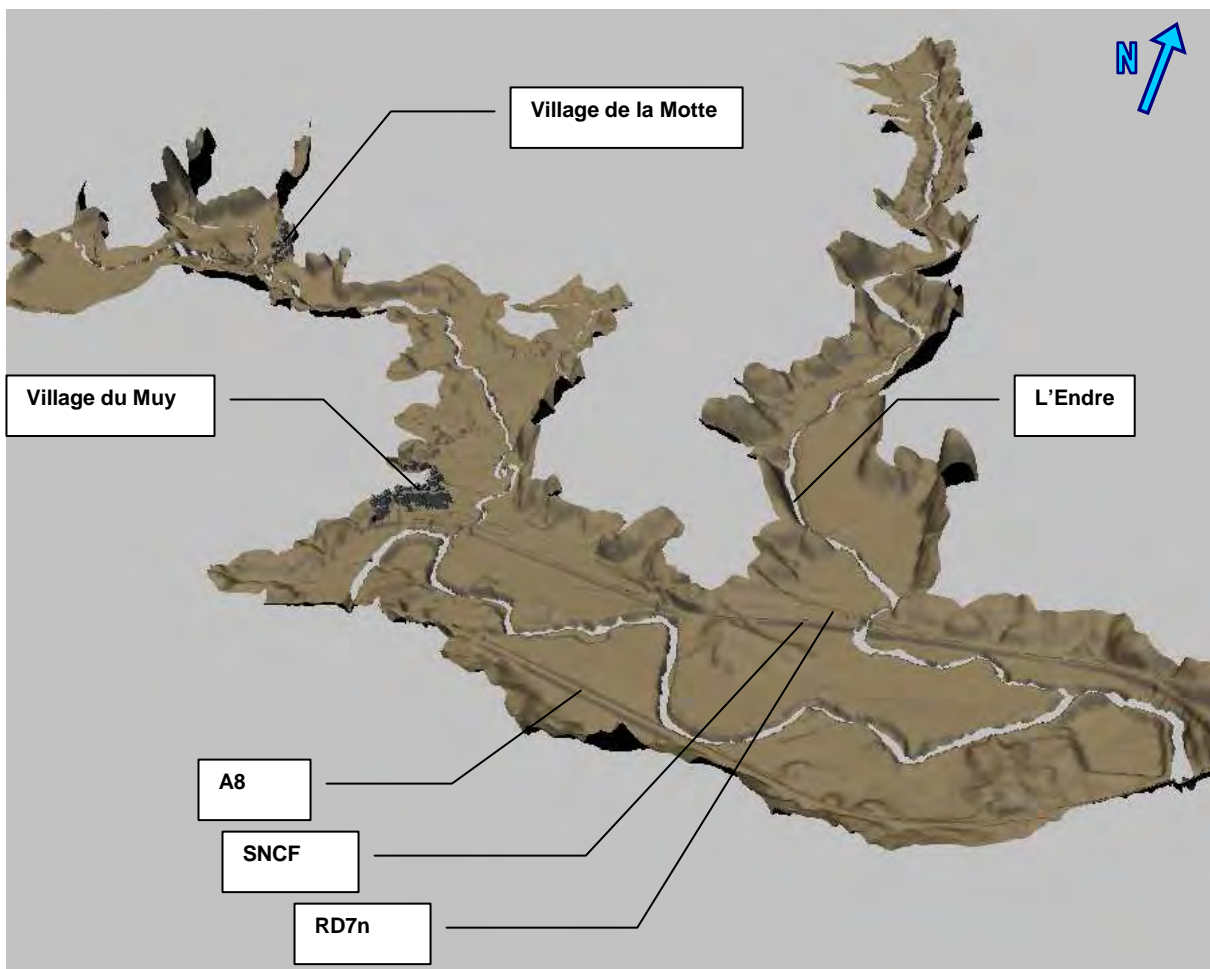 N
Village de la Motte
Village du Muy
L'Endre
A8
SNCF
RD7n